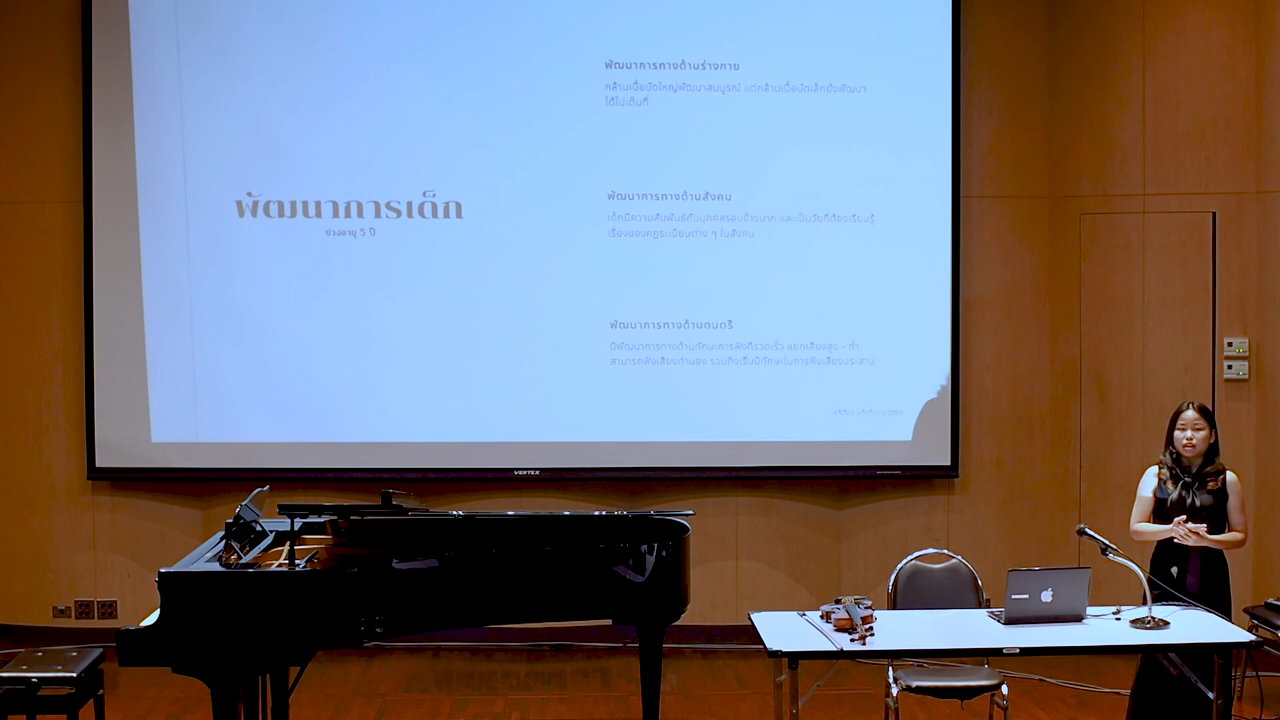 พัฒนาการเด็ก
ช่วงอายุ 5 ปี
พัฒนาการทางด้านร่างกาย
กล้ามเนื้อมัดใหญ่พัฒนาสมบูรณ์ แต่กล้ามเนื้อมัดเล็กยังพัฒนา
ได้ไม่เต็มที่
พัฒนาการทางด้านสังคม
เด็กมีความสัมพันธ์กับบุคคลรอบข้างมาก และเป็นวัยที่ต้องเรียนรู้
เรื่องของกฎระเบียบต่าง ๆ ในสังคม
พัฒนาการทางด้านดนตรี
มีพัฒนาการทางด้านทักษะการฟังที่รวดเร็ว แยกเสียงสูง - ต่ำ
สามารถฟังเสียงทำนอง รวมถึงเริ่มมีทักษะในการฟังเสียงประสาน
VERTEX